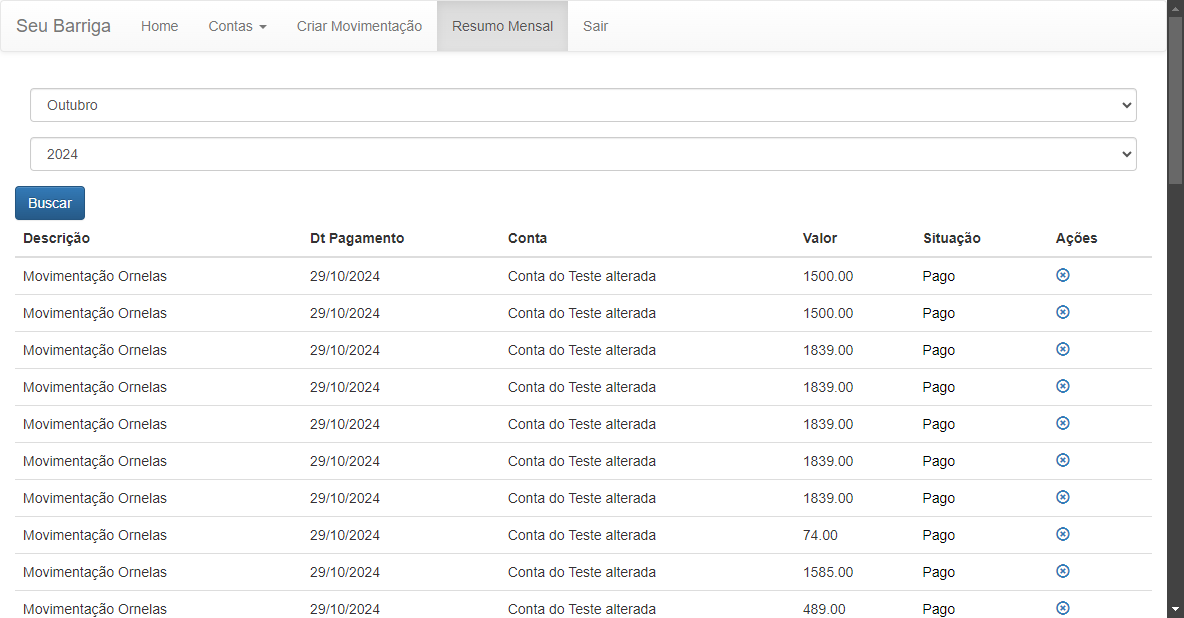 Seu Barriga Home Contas Criar Movimentação Resumo Mensal Sair
Outubro
2024
Buscar
Descrição Dt Pagamento Conta Valor Situação Ações
Movimentação Ornelas 29/10/2024 Conta do Teste alterada 1500.00 Pago
Movimentação Ornelas 29/10/2024 Conta do Teste alterada 1500.00 Pago
Movimentação Ornelas 29/10/2024 Conta do Teste alterada 1839.00 Pago
Movimentação Ornelas 29/10/2024 Conta do Teste alterada 1839.00 Pago
Movimentação Ornelas 29/10/2024 Conta do Teste alterada 1839.00 Pago
Movimentação Ornelas 29/10/2024 Conta do Teste alterada 1839.00 Pago
Movimentação Ornelas 29/10/2024 Conta do Teste alterada 1839.00 Pago
Movimentação Ornelas 29/10/2024 Conta do Teste alterada 74.00 Pago
Movimentação Ornelas 29/10/2024 Conta do Teste alterada 1585.00 Pago
Movimentação Ornelas 29/10/2024 Conta do Teste alterada 489.00 Pago